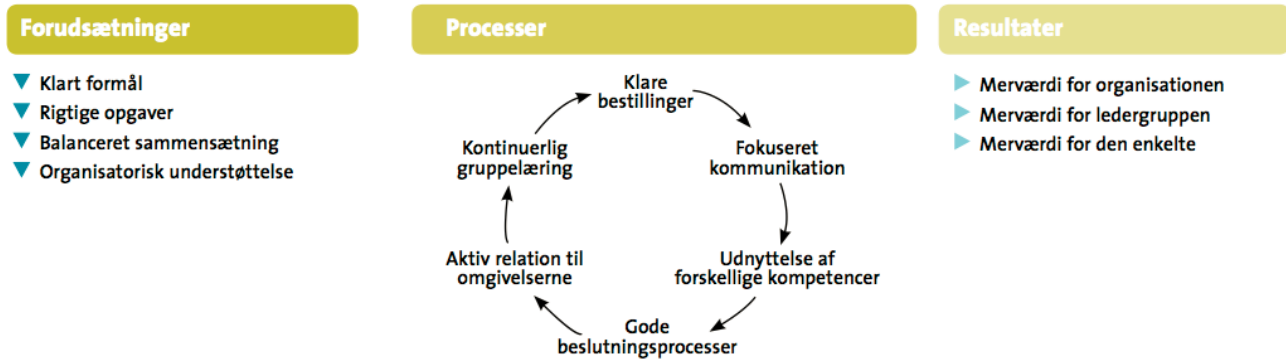 Forudsætninger
Klart formål
Rigtige opgaver
Balanceret sammensætning
Organisatorisk understøttelse
Processer
Klare
bestillinger
Fokuseret
kommunikation
Udnyttelse af
forskellige kompetencer
Gode
beslutningsprocesser
Aktiv relation til
omgivelserne
Kontinuerlig
gruppelæring
Resultater
Merværdi for organisationen
Merværdi for ledergruppen
Merværdi for den enkelte